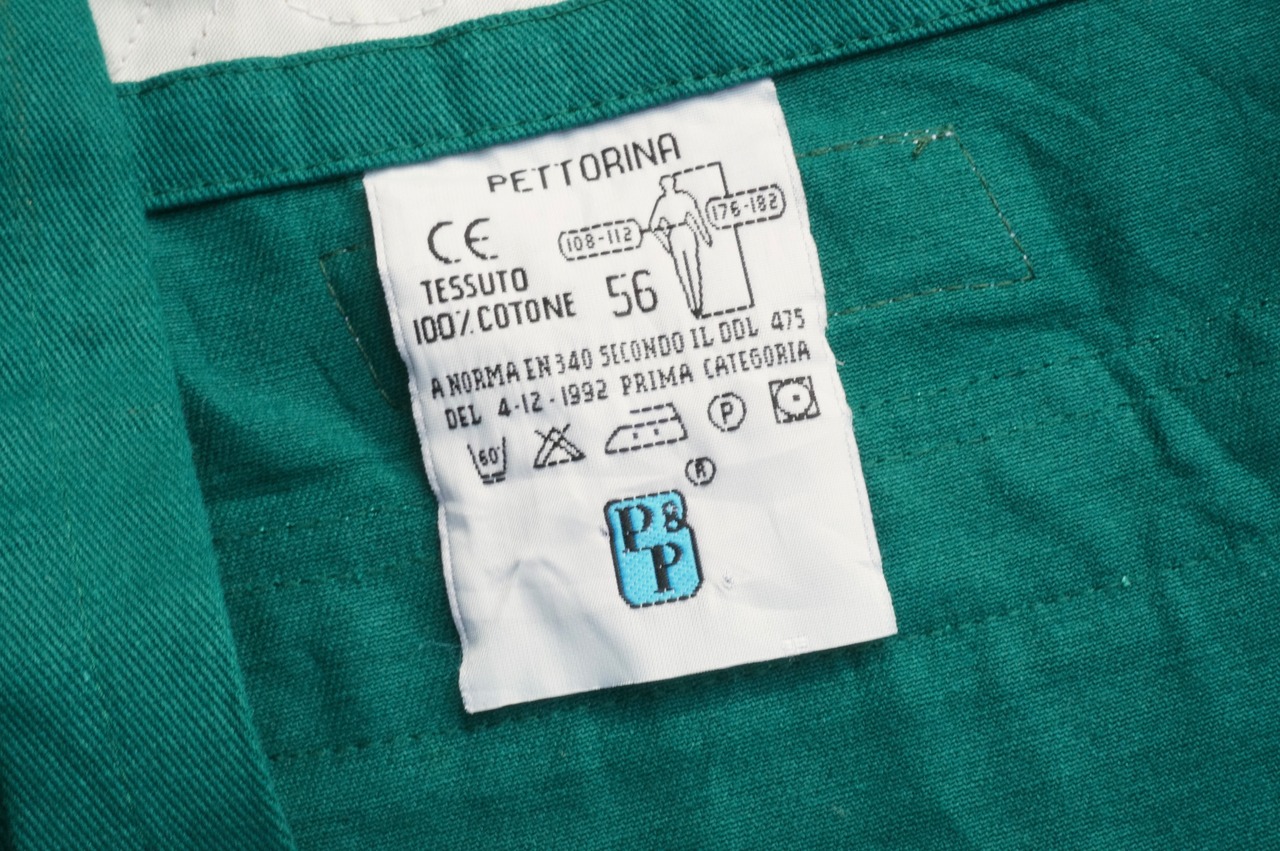 PETTORINA
CE
176-182
108-112
TESSUTO
100% COTONE
56
A NORMA EN 340 SECONDO IL DDL 475
DEL 4-12-1992 PRIMA CATEGORIA
60°
P
®
P&P